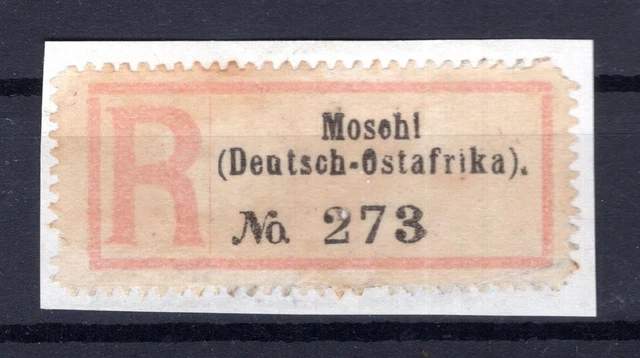 R
Moschi
(Deutsch-Ostafrika).
No. 273